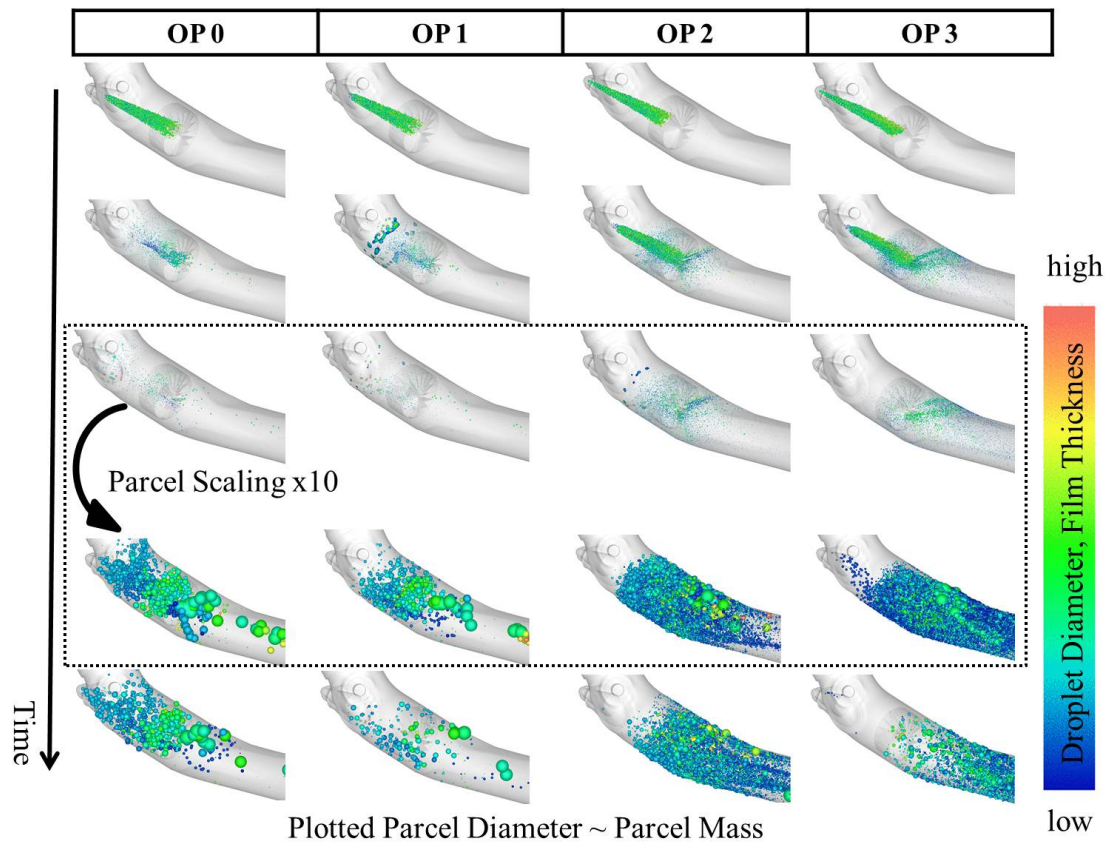 OP 0
OP 1
OP 2
OP 3
high
Droplet Diameter, Film Thickness
Parcel Scaling x10
Time
low
Plotted Parcel Diameter ~ Parcel Mass